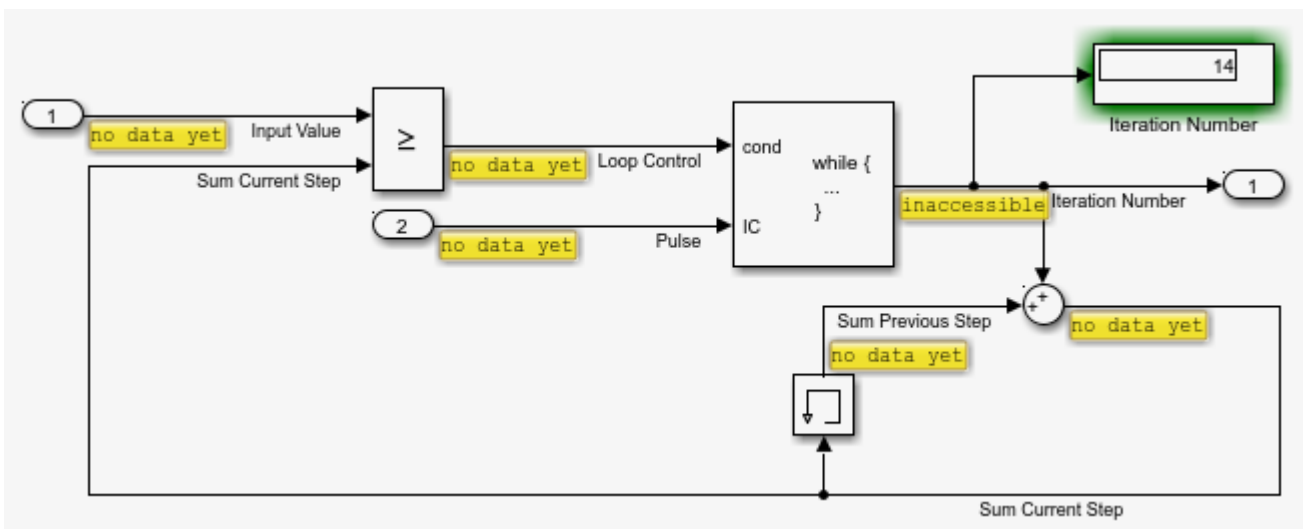 14
Iteration Number
1
no data yet
Input Value
≥
Sum Current Step
no data yet
Loop Control
cond
while {
...
}
IC
2
no data yet
Pulse
inaccessible
Iteration Number
1
Sum Previous Step
no data yet
+
+
no data yet
Sum Current Step